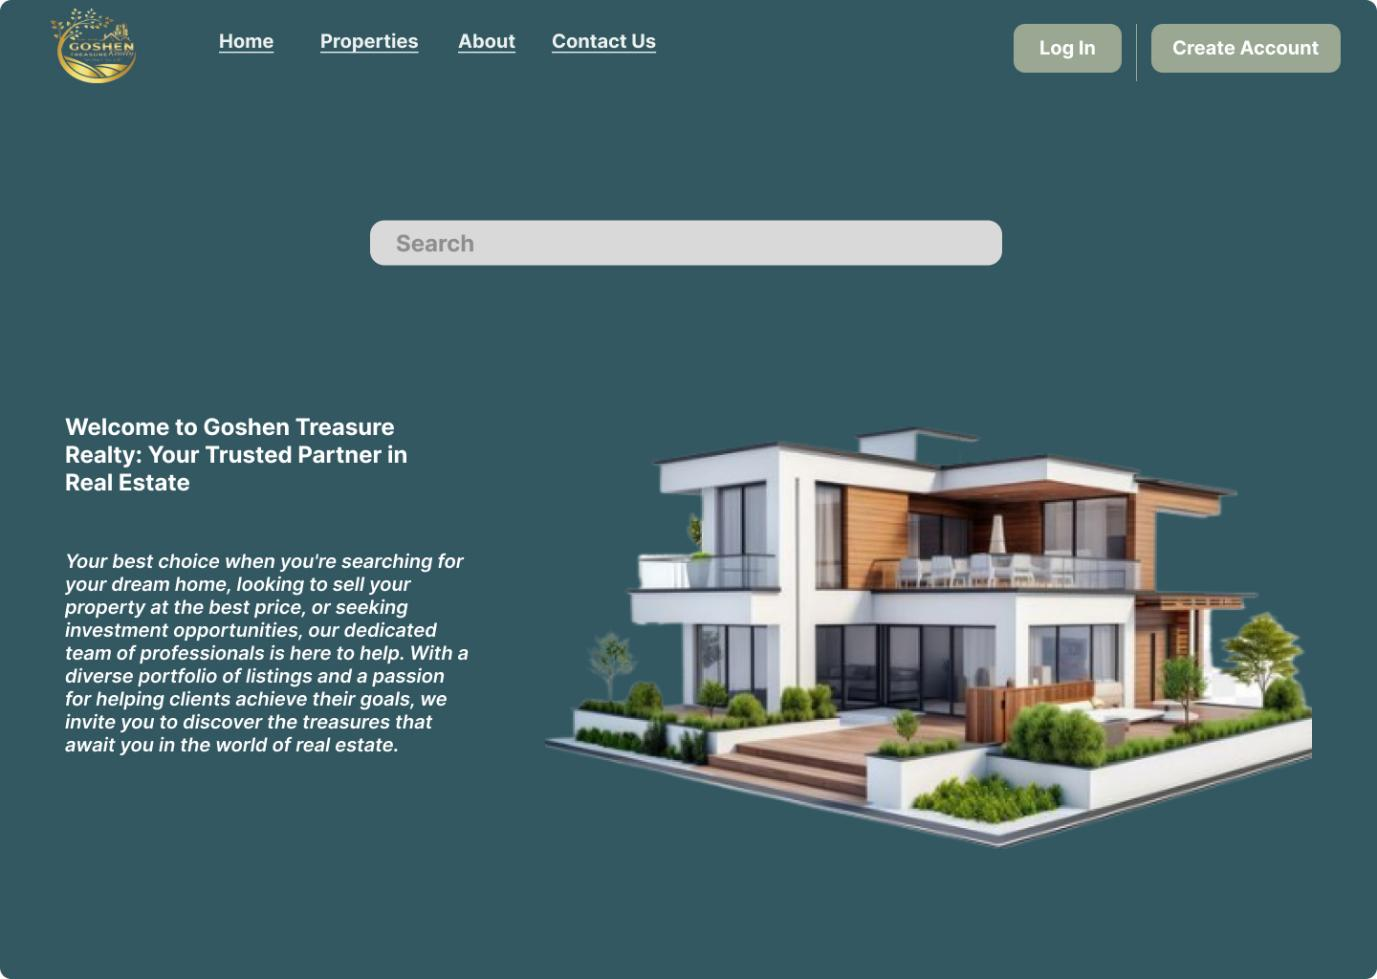 GOSHEN
TREASURE Realty
Home
Properties
About
Contact Us
Log In
Create Account
Search
Welcome to Goshen Treasure
Realty: Your Trusted Partner in
Real Estate
Your best choice when you're searching for
your dream home, looking to sell your
property at the best price, or seeking
investment opportunities, our dedicated
team of professionals is here to help. With a
diverse portfolio of listings and a passion
for helping clients achieve their goals, we
invite you to discover the treasures that
await you in the world of real estate.